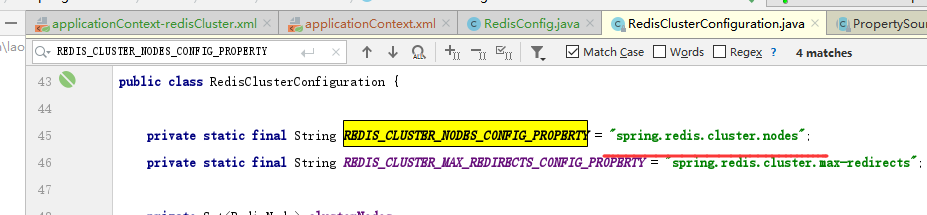 applicationContext-redisCluster.xml applicationContext.xml RedisConfig.java RedisClusterConfiguration.java PropertySour
\lao
REDIS_CLUSTER_NODES_CONFIG_PROPERTY Match Case Words Regex ? 4 matches
43 public class RedisClusterConfiguration {
44
45 private static final String REDIS_CLUSTER_NODES_CONFIG_PROPERTY = "spring.redis.cluster.nodes";
46 private static final String REDIS_CLUSTER_MAX_REDIRECTS_CONFIG_PROPERTY = "spring.redis.cluster.max-redirects";
47